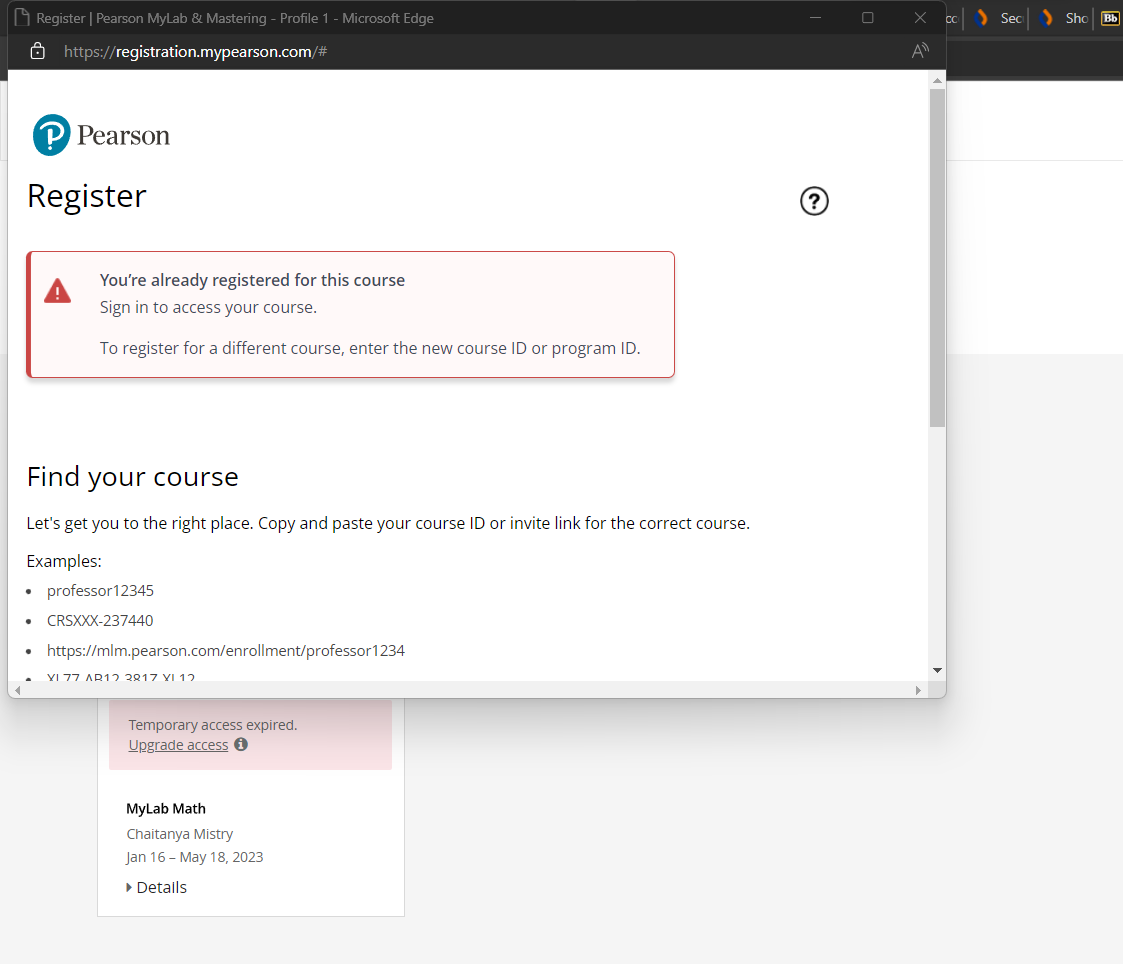 Register | Pearson MyLab & Mastering - Profile 1 - Microsoft Edge
Sec
Sho
Bb
https://registration.mypearson.com/#
Pearson
Register
You're already registered for this course
Sign in to access your course.
To register for a different course, enter the new course ID or program ID.
Find your course
Let's get you to the right place. Copy and paste your course ID or invite link for the correct course.
Examples:
professor12345
CRSXXX-237440
https://mlm.pearson.com/enrollment/professor1234
XL77-AB12-381Z-XL12
Temporary access expired.
Upgrade access
MyLab Math
Chaitanya Mistry
Jan 16 – May 18, 2023
Details